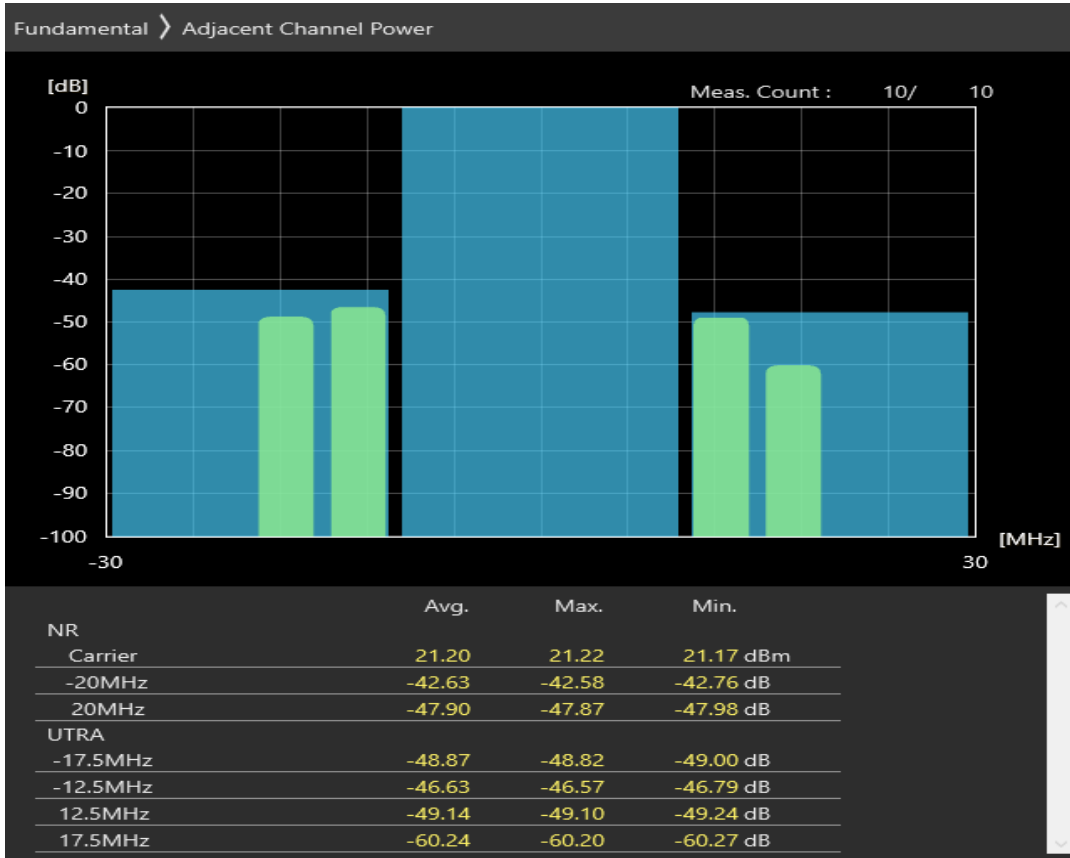 Fundamental ❯ Adjacent Channel Power
[dB]
Meas. Count : 10/ 10
0
-10
-20
-30
-40
-50
-60
-70
-80
-90
-100
[MHz]
-30 30
Avg. Max. Min.
NR
Carrier 21.20 21.22 21.17 dBm
-20MHz -42.63 -42.58 -42.76 dB
20MHz -47.90 -47.87 -47.98 dB
UTRA
-17.5MHz -48.87 -48.82 -49.00 dB
-12.5MHz -46.63 -46.57 -46.79 dB
12.5MHz -49.14 -49.10 -49.24 dB
17.5MHz -60.24 -60.20 -60.27 dB